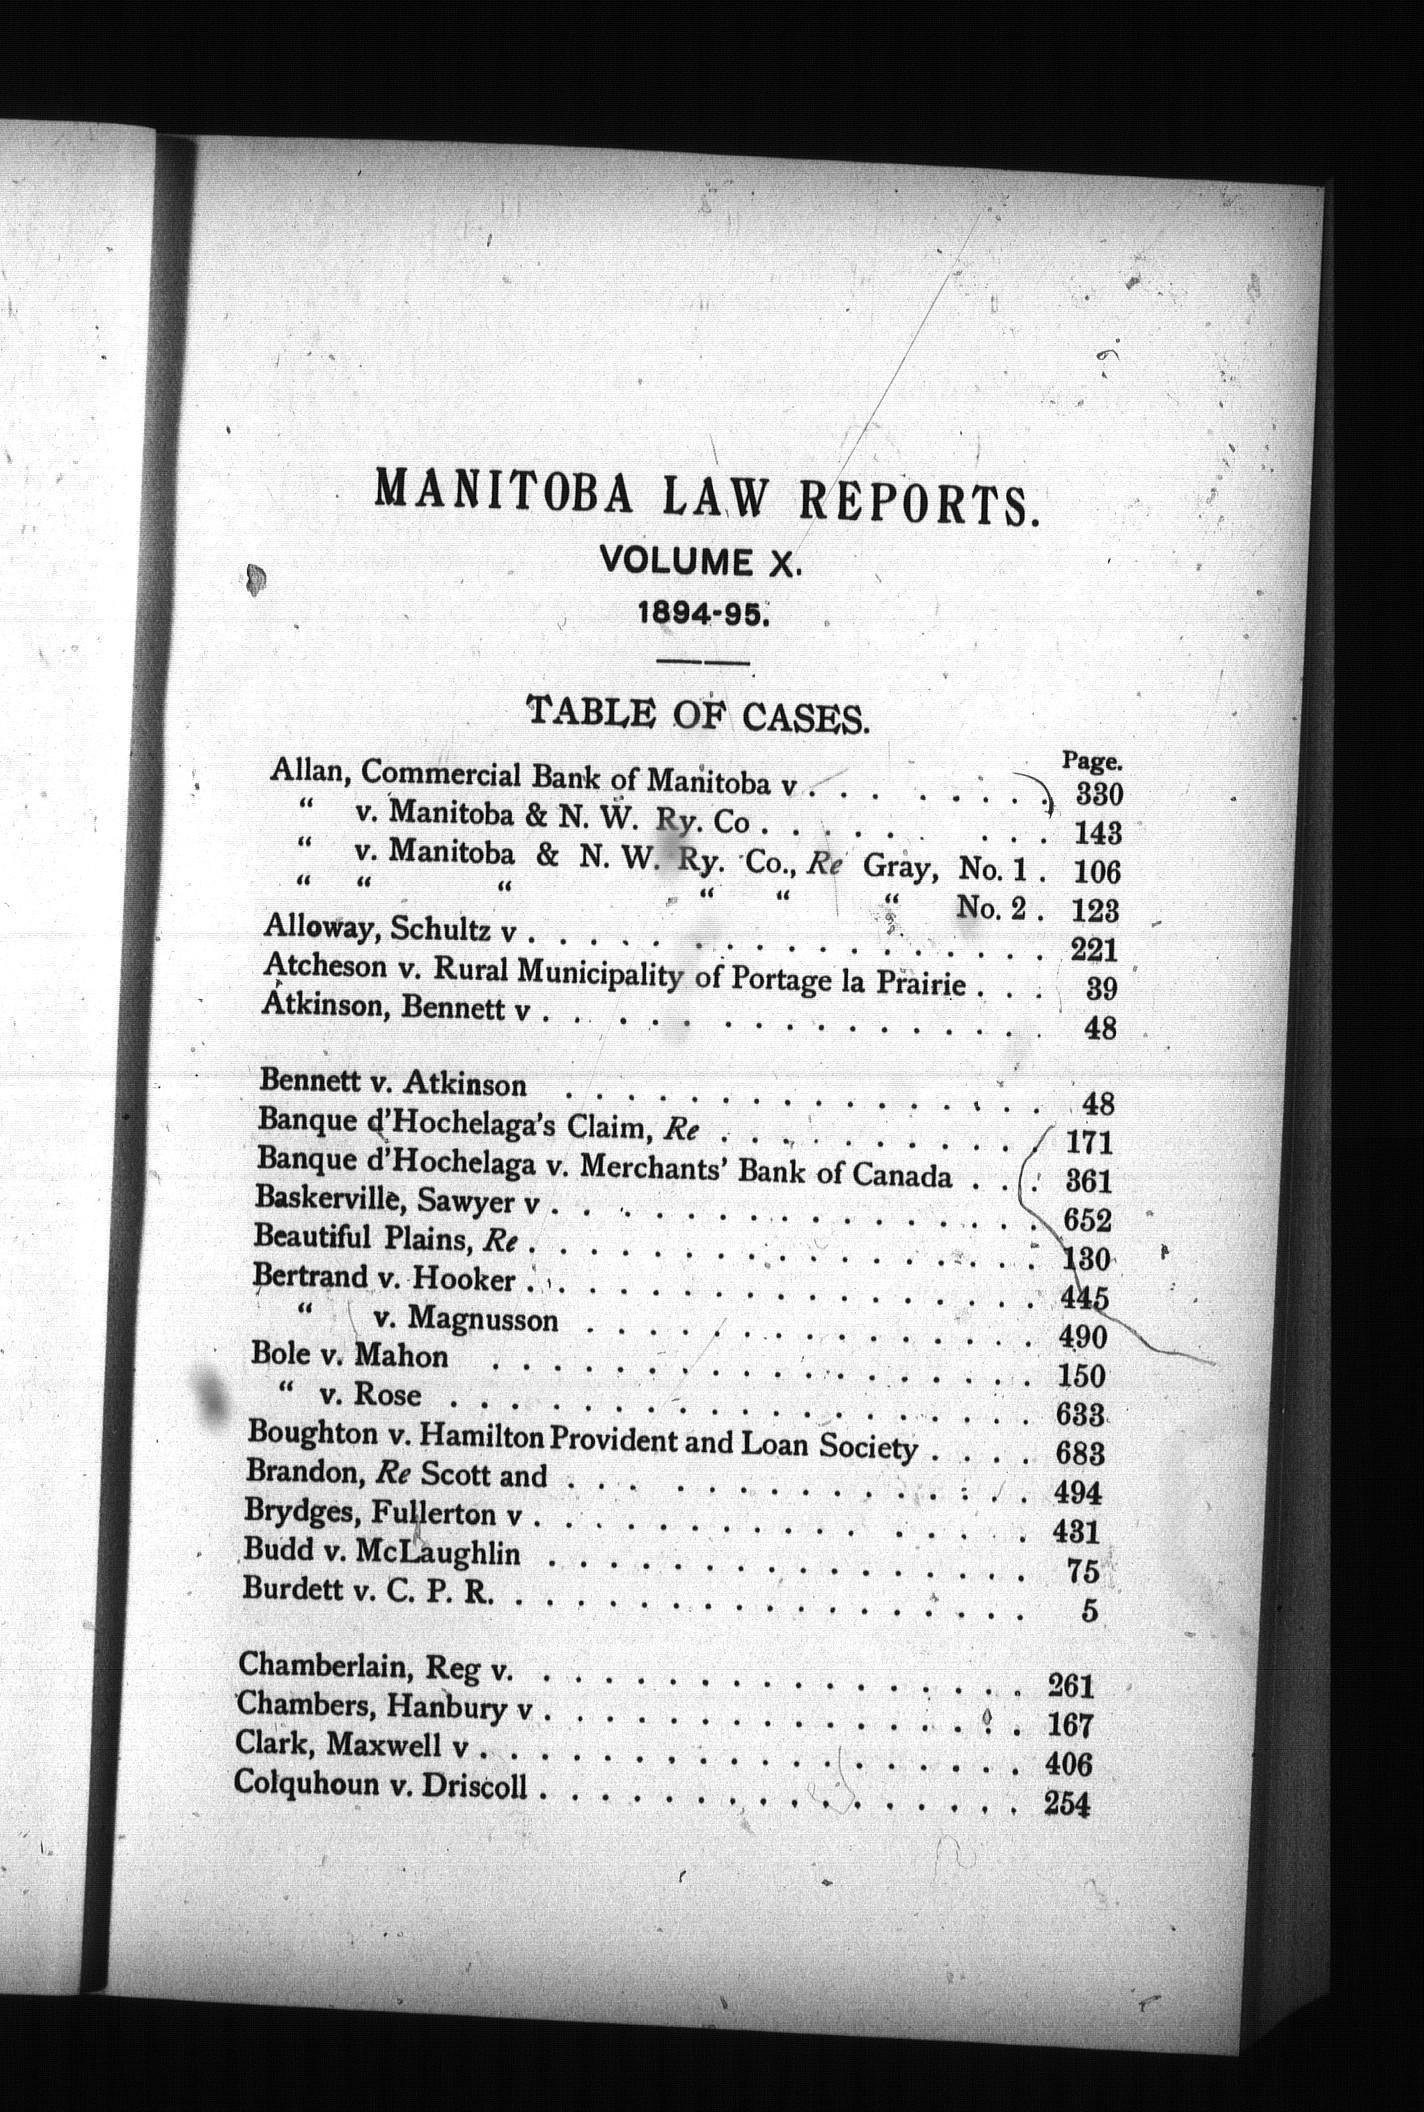 MANITOBA LAW REPORTS.
VOLUME X.
1894-95.
TABLE OF CASES.
Page.
Allan, Commercial Bank of Manitoba v . . . . . . . . 330
“ v. Manitoba & N. W. Ry. Co . . . . . . . . . 143
“ v. Manitoba & N. W. Ry. Co., Re Gray, No. 1 . 106
“ “ “ “ “ “ No. 2 . 123
Alloway, Schultz v . . . . . . . . . . . . . . . . 221
Atcheson v. Rural Municipality of Portage la Prairie . . . 39
Atkinson, Bennett v . . . . . . . . . . . . . . . . 48
Bennett v. Atkinson . . . . . . . . . . . . . . . . 48
Banque d'Hochelaga's Claim, Re . . . . . . . . . . . 171
Banque d'Hochelaga v. Merchants' Bank of Canada . . . 361
Baskerville, Sawyer v . . . . . . . . . . . . . . . . 652
Beautiful Plains, Re . . . . . . . . . . . . . . . . . 130
Bertrand v. Hooker . . . . . . . . . . . . . . . . . 445
“ v. Magnusson . . . . . . . . . . . . . . . 490
Bole v. Mahon . . . . . . . . . . . . . . . . . . 150
“ v. Rose . . . . . . . . . . . . . . . . . . . 633
Boughton v. Hamilton Provident and Loan Society . . . . 683
Brandon, Re Scott and . . . . . . . . . . . . . . . 494
Brydges, Fullerton v . . . . . . . . . . . . . . . . 431
Budd v. McLaughlin . . . . . . . . . . . . . . . . 75
Burdett v. C. P. R. . . . . . . . . . . . . . . . . . 5
Chamberlain, Reg v. . . . . . . . . . . . . . . . . 261
Chambers, Hanbury v . . . . . . . . . . . . . . . . 167
Clark, Maxwell v . . . . . . . . . . . . . . . . . . 406
Colquhoun v. Driscoll . . . . . . . . . . . . . . . . 254